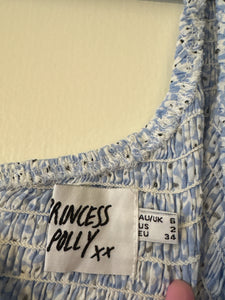 PRINCESS
POLLY xx
AU/UK 6
US 2
EU 34